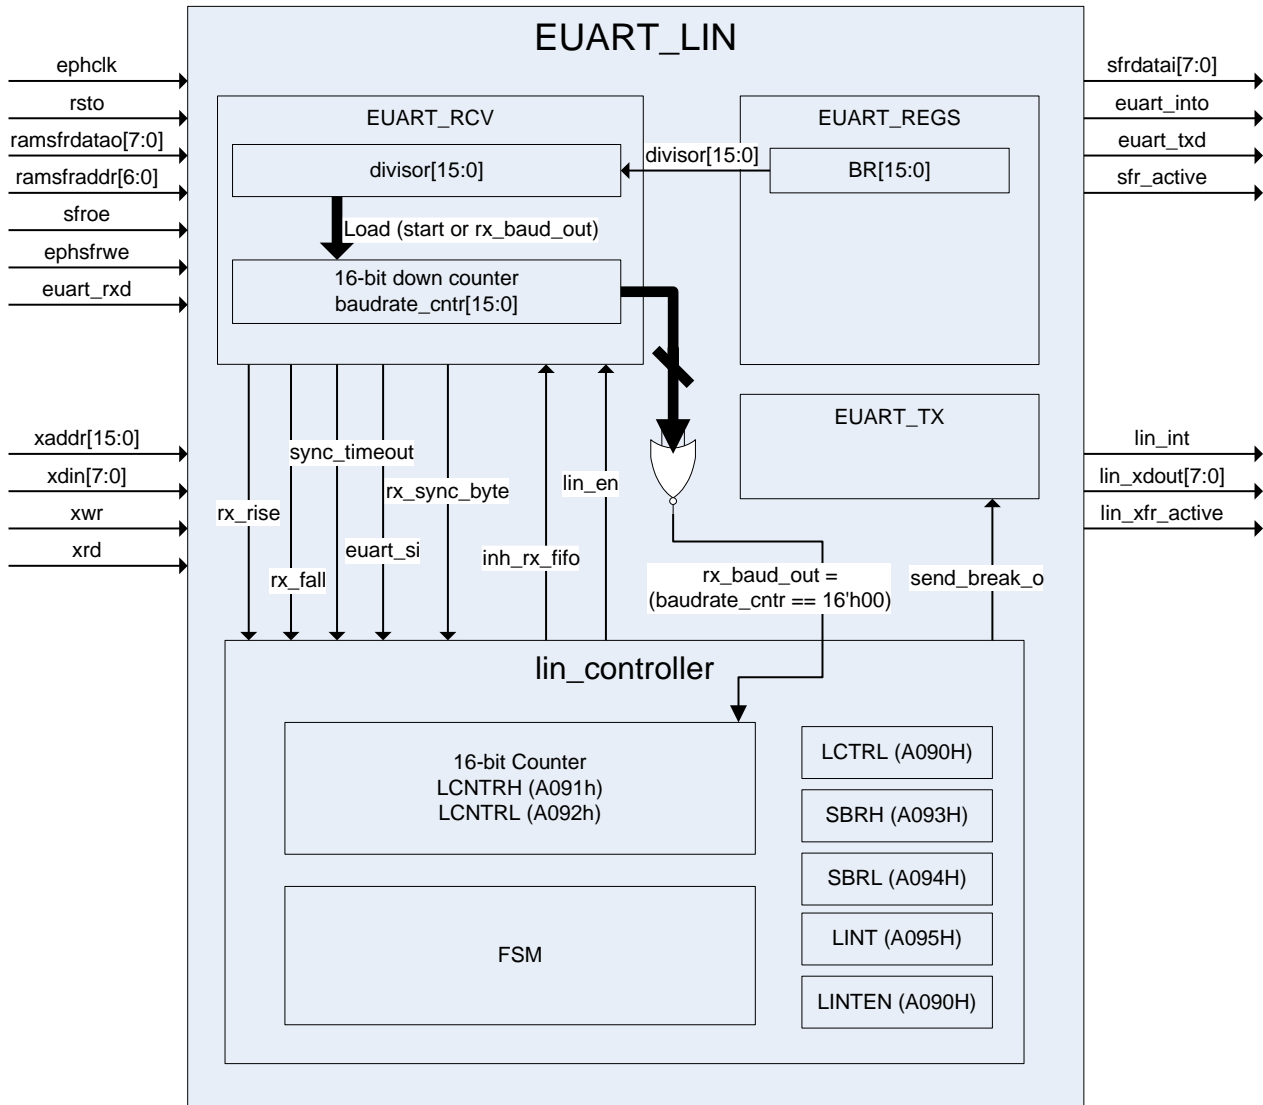 EUART_LIN
ephclk
rsto
ramsfrdatao[7:0]
ramsfraddr[6:0]
sfroe
ephsfrwe
euart_rxd
sfrdatai[7:0]
euart_into
euart_txd
sfr_active
EUART_RCV
divisor[15:0]
Load (start or rx_baud_out)
16-bit down counter
baudrate_cntr[15:0]
divisor[15:0]
EUART_REGS
BR[15:0]
EUART_TX
xaddr[15:0]
xdin[7:0]
xwr
xrd
lin_int
lin_xdout[7:0]
lin_xfr_active
rx_rise
rx_fall
sync_timeout
euart_si
rx_sync_byte
inh_rx_fifo
lin_en
rx_baud_out =
(baudrate_cntr == 16'h00)
send_break_o
lin_controller
16-bit Counter
LCNTRH (A091h)
LCNTRL (A092h)
FSM
LCTRL (A090H)
SBRH (A093H)
SBRL (A094H)
LINT (A095H)
LINTEN (A090H)